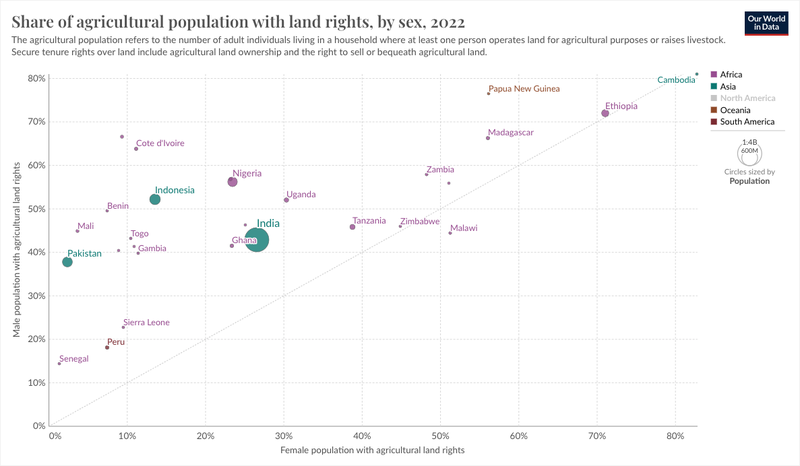 Share of agricultural population with land rights, by sex, 2022
Our World
in Data
The agricultural population refers to the number of adult individuals living in a household where at least one person operates land for agricultural purposes or raises livestock.
Secure tenure rights over land include agricultural land ownership and the right to sell or bequeath agricultural land.
Male population with agricultural land rights
80%
70%
60%
50%
40%
30%
20%
10%
0%
Cambodia
Papua New Guinea
Ethiopia
Madagascar
Cote d'Ivoire
Zambia
Nigeria
Indonesia
Uganda
Benin
Mali
Togo
Gambia
Ghana
India
Tanzania
Zimbabwe
Malawi
Pakistan
Sierra Leone
Peru
Senegal
0%
10%
20%
30%
40%
50%
60%
70%
80%
Female population with agricultural land rights
Africa
Asia
North America
Oceania
South America
1:4B
600M
Circles sized by
Population